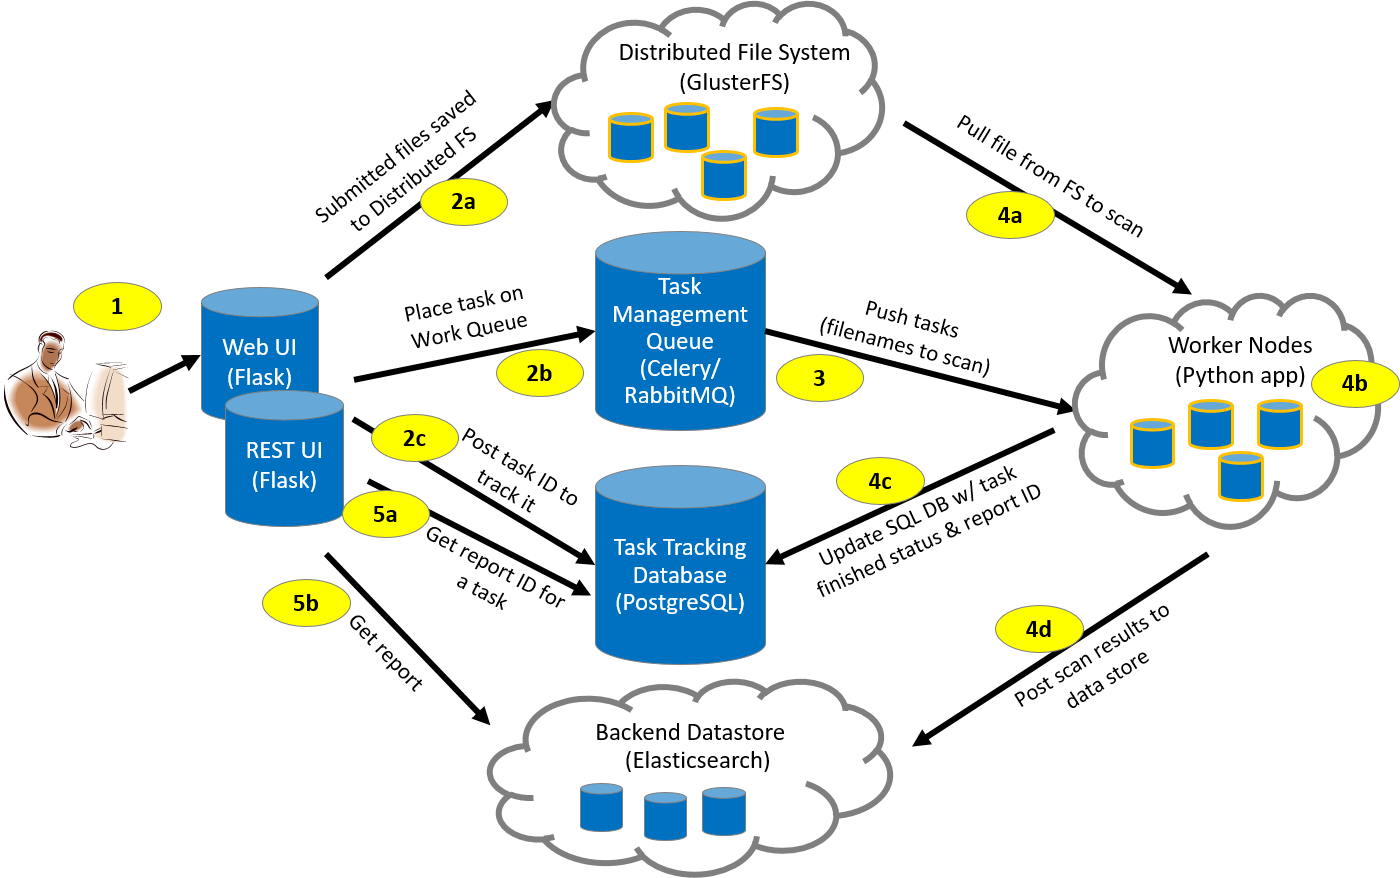 Distributed File System
(GlusterFS)
Submitted files saved
to Distributed FS
2a
Pull file from FS to scan
4a
1
Web UI
(Flask)
REST UI
(Flask)
Place task on
Work Queue
2b
Task
Management
Queue
(Celery/
RabbitMQ)
Push tasks
(filenames to scan)
3
Worker Nodes
(Python app)
4b
2c
Post task ID to
track it
5a
Get report ID for
a task
Task Tracking
Database
(PostgreSQL)
4c
Update SQL DB w/ task
finished status & report ID
5b
Get report
4d
Post scan results to
data store
Backend Datastore
(Elasticsearch)